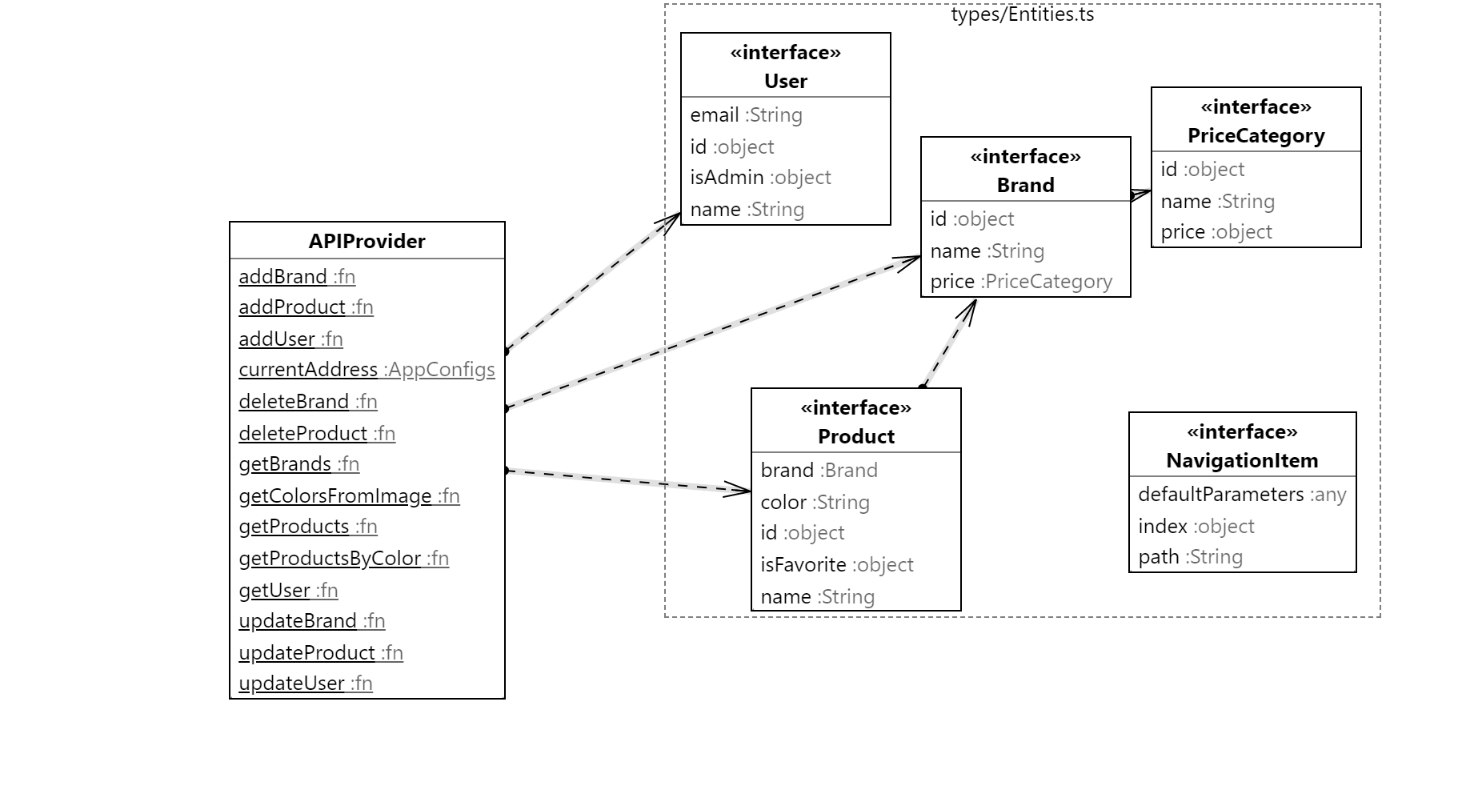 types/Entities.ts
«interface»
User
email :String
id :object
isAdmin :object
name :String
«interface»
PriceCategory
id :object
name :String
price :object
«interface»
Brand
id :object
name :String
price :PriceCategory
APIProvider
addBrand :fn
addProduct :fn
addUser :fn
currentAddress :AppConfigs
deleteBrand :fn
deleteProduct :fn
getBrands :fn
getColorsFromImage :fn
getProducts :fn
getProductsByColor :fn
getUser :fn
updateBrand :fn
updateProduct :fn
updateUser :fn
«interface»
Product
brand :Brand
color :String
id :object
isFavorite :object
name :String
«interface»
NavigationItem
defaultParameters :any
index :object
path :String